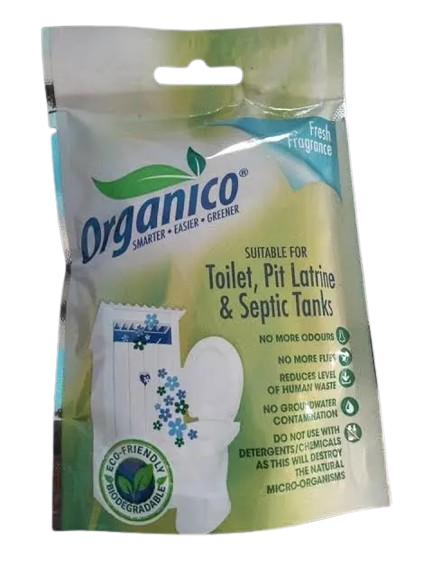 Fresh
Fragrance
Organico®
SMARTER • EASIER • GREENER
SUITABLE FOR
Toilet, Pit Latrine
& Septic Tanks
NO MORE ODOURS
NO MORE FLIES
REDUCES LEVEL
OF HUMAN WASTE
NO GROUNDWATER
CONTAMINATION
DO NOT USE WITH
DETERGENTS/CHEMICALS
AS THIS WILL DESTROY
THE NATURAL
MICRO-ORGANISMS
ECO-FRIENDLY
BIODEGRADABLE